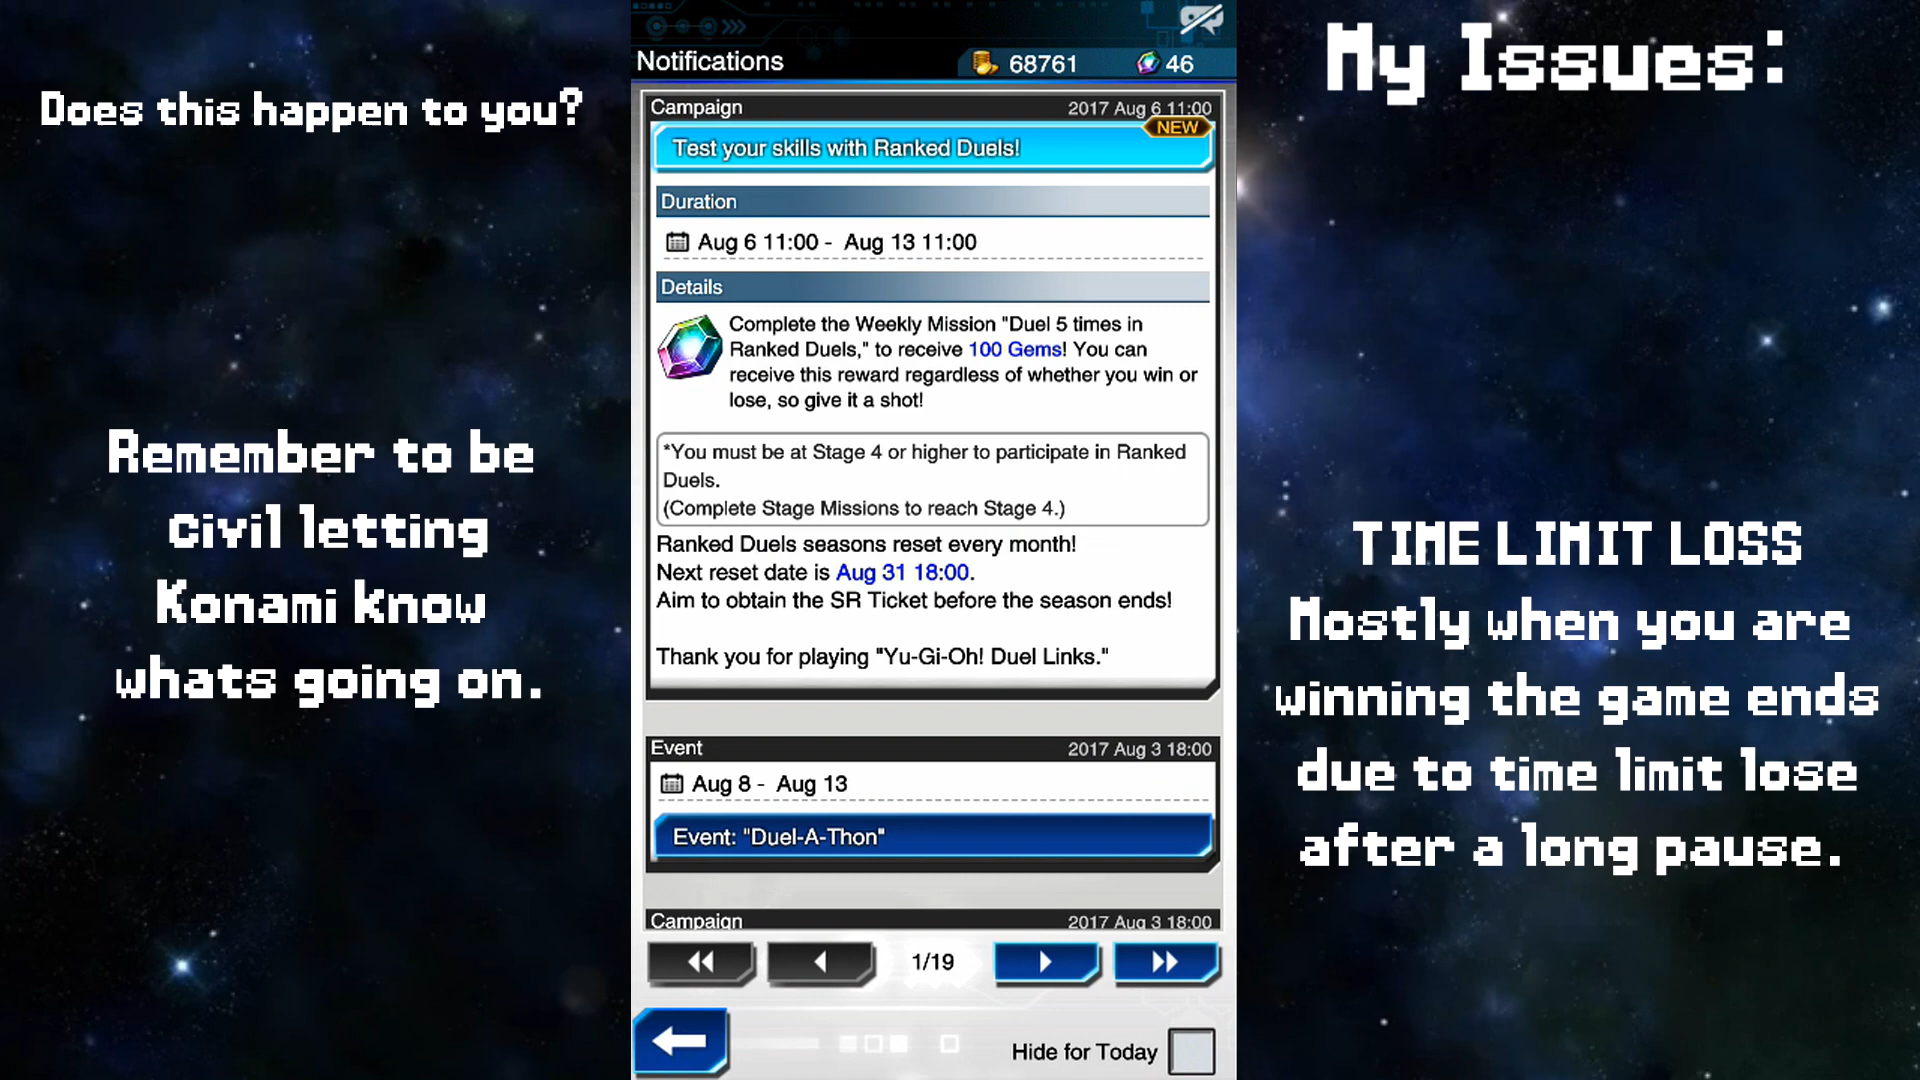 Does this happen to you?
Remember to be
civil letting
Konami know
whats going on.
Notifications
68761
46
Campaign
2017 Aug 6 11:00
NEW
Test your skills with Ranked Duels!
Duration
Aug 6 11:00 - Aug 13 11:00
Details
Complete the Weekly Mission "Duel 5 times in
Ranked Duels," to receive 100 Gems! You can
receive this reward regardless of whether you win or
lose, so give it a shot!
*You must be at Stage 4 or higher to participate in Ranked
Duels.
(Complete Stage Missions to reach Stage 4.)
Ranked Duels seasons reset every month!
Next reset date is Aug 31 18:00.
Aim to obtain the SR Ticket before the season ends!
Thank you for playing "Yu-Gi-Oh! Duel Links."
Event
2017 Aug 3 18:00
Aug 8 - Aug 13
Event: "Duel-A-Thon"
Campaign
2017 Aug 3 18:00
1/19
Hide for Today
My Issues:
TIME LIMIT LOSS
Mostly when you are
winning the game ends
due to time limit lose
after a long pause.